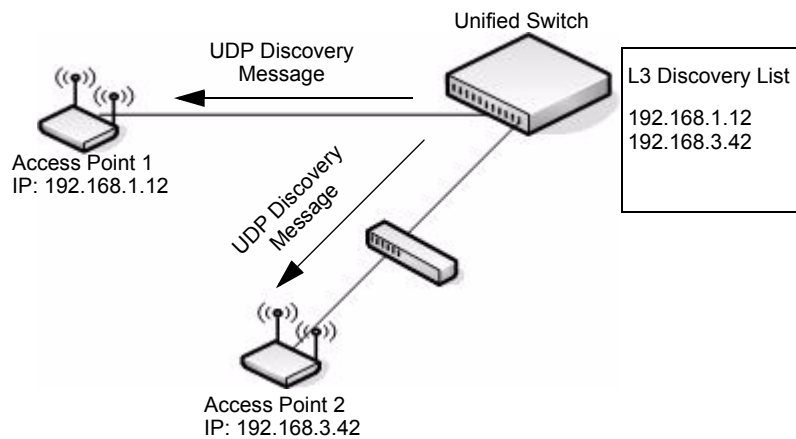 Unified Switch
UDP Discovery
Message
L3 Discovery List
192.168.1.12
192.168.3.42
Access Point 1
IP: 192.168.1.12
UDP Discovery
Message
Access Point 2
IP: 192.168.3.42